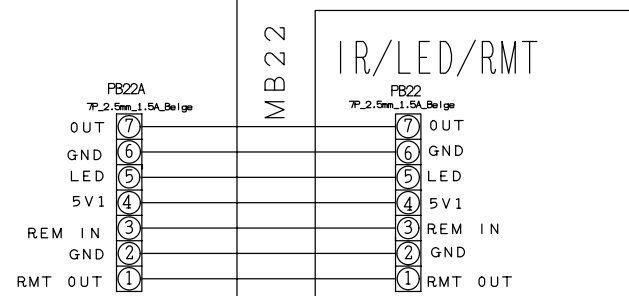 MB22
IR/LED/RMT
PB22A
7P_2.5mm_1.5A_Beige
PB22
7P_2.5mm_1.5A_Beige
OUT 7 7 OUT
GND 6 6 GND
LED 5 5 LED
5V1 4 4 5V1
REM IN 3 3 REM IN
GND 2 2 GND
RMT OUT 1 1 RMT OUT